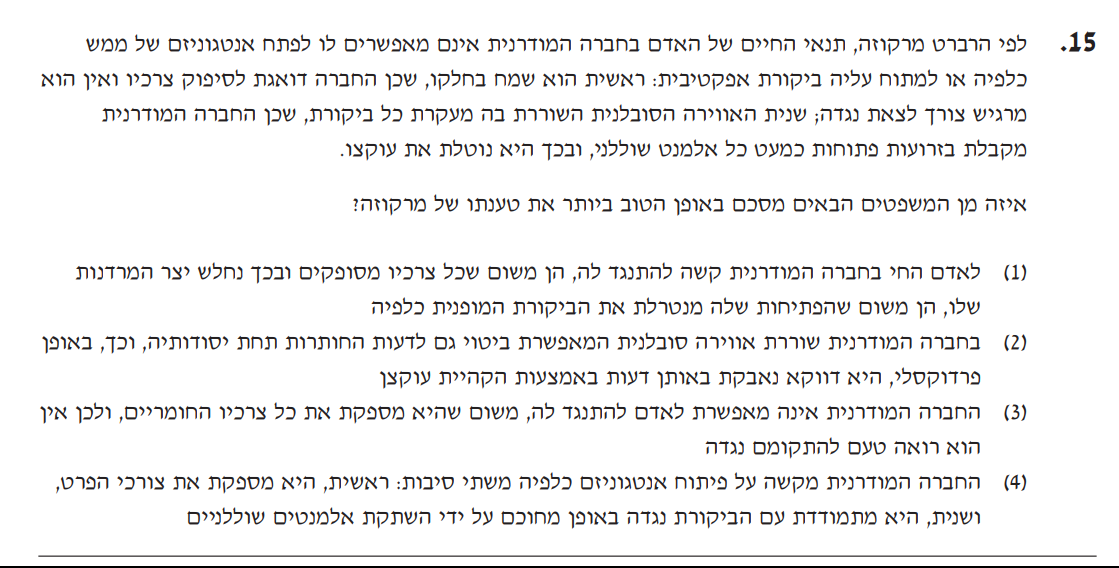 15. לפי הרברט מרקוזה, תנאי החיים של האדם בחברה המודרנית אינם מאפשרים לו לפתח אנטגוניזם של ממש
כלפיה או למתוח עליה ביקורת אפקטיבית: ראשית הוא שמח בחלקו, שכן החברה דואגת לסיפוק צרכיו ואין הוא
מרגיש צורך לצאת נגדה; שנית האווירה הסובלנית השוררת בה מעקרת כל ביקורת, שכן החברה המודרנית
מקבלת בזרועות פתוחות כמעט כל אלמנט שוללני, ובכך היא נוטלת את עוקצו.
איזה מן המשפטים הבאים מסכם באופן הטוב ביותר את טענתו של מרקוזה?
(1) לאדם החי בחברה המודרנית קשה להתנגד לה, הן משום שכל צרכיו מסופקים ובכך נחלש יצר המרדנות
שלו, הן משום שהפתיחות שלה מנטרלת את הביקורת המופנית כלפיה
(2) בחברה המודרנית שוררת אווירה סובלנית המאפשרת ביטוי גם לדעות החותרות תחת יסודותיה, וכך, באופן
פרדוקסלי, היא דווקא נאבקת באותן דעות באמצעות הקהיית עוקצן
(3) החברה המודרנית אינה מאפשרת לאדם להתנגד לה, משום שהיא מספקת את כל צרכיו החומריים, ולכן אין
הוא רואה טעם להתקומם נגדה
(4) החברה המודרנית מקשה על פיתוח אנטגוניזם כלפיה משתי סיבות: ראשית, היא מספקת את צורכי הפרט,
ושנית, היא מתמודדת עם הביקורת נגדה באופן מחוכם על ידי השתקת אלמנטים שוללניים